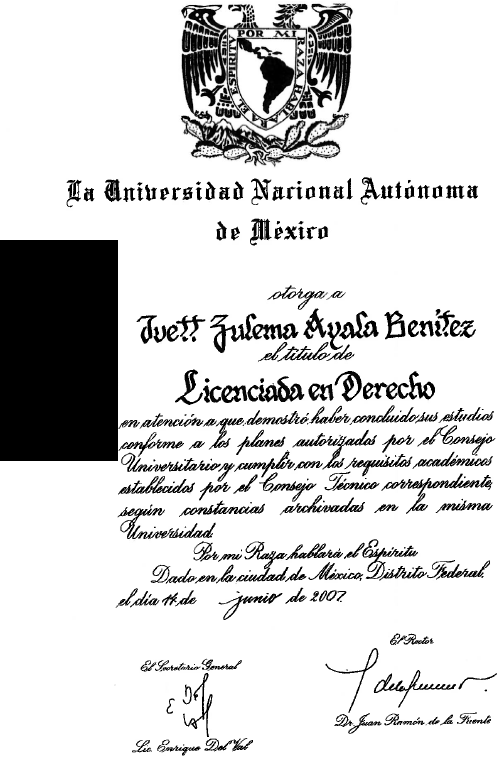 POR MI RAZA HABLARA EL ESPIRITU
La Universidad Nacional Autónoma
de México
otorga a
Ivett Zulema Ayala Benítez
el título de
Licenciada en Derecho
en atención a que demostró haber concluido sus estudios
conforme a los planes autorizados por el Consejo
Universitario y cumplir con los requisitos académicos
establecidos por el Consejo Técnico correspondiente,
según constancias archivadas en la misma
Universidad.
Por mi Raza hablará el Espíritu
Dado en la ciudad de México, Distrito Federal,
el día 14 de junio de 2007.
El Rector
El Secretario General
Dr. Juan Ramón de la Fuente
Lic. Enrique Del Val